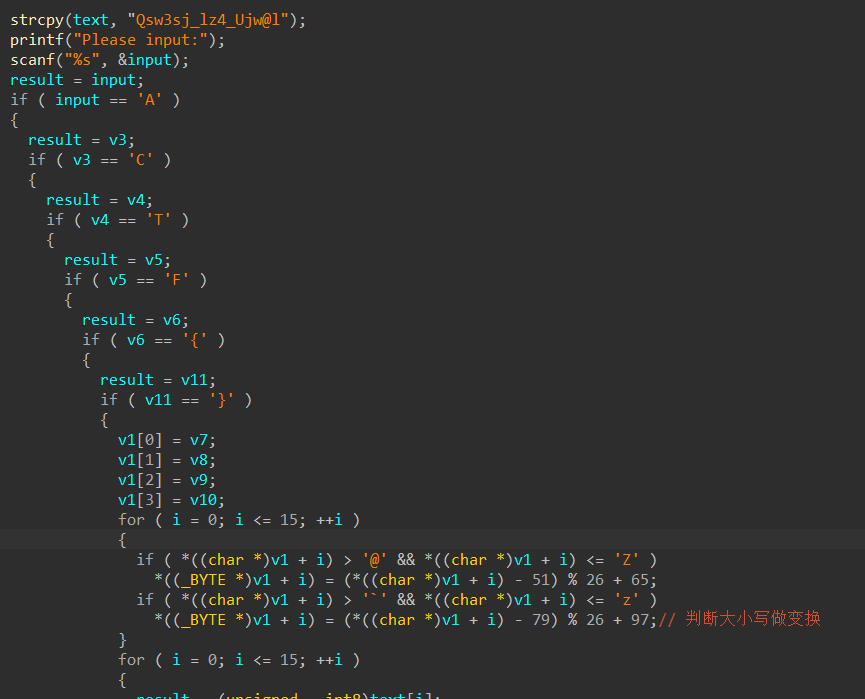 strcpy(text, "Qsw3sj_lz4_Ujw@l");
printf("Please input:");
scanf("%s", &input);
result = input;
if ( input == 'A' )
{
result = v3;
if ( v3 == 'C' )
{
result = v4;
if ( v4 == 'T' )
{
result = v5;
if ( v5 == 'F' )
{
result = v6;
if ( v6 == '{' )
{
result = v11;
if ( v11 == '}' )
{
v1[0] = v7;
v1[1] = v8;
v1[2] = v9;
v1[3] = v10;
for ( i = 0; i <= 15; ++i )
{
if ( *((char *)v1 + i) > '@' && *((char *)v1 + i) <= 'Z' )
*((_BYTE *)v1 + i) = (*((char *)v1 + i) - 51) % 26 + 65;
if ( *((char *)v1 + i) > '`' && *((char *)v1 + i) <= 'z' )
*((_BYTE *)v1 + i) = (*((char *)v1 + i) - 79) % 26 + 97;// 判断大小写做变换
}
for ( i = 0; i <= 15; ++i )
{
result = (unsigned __int8)text[i];